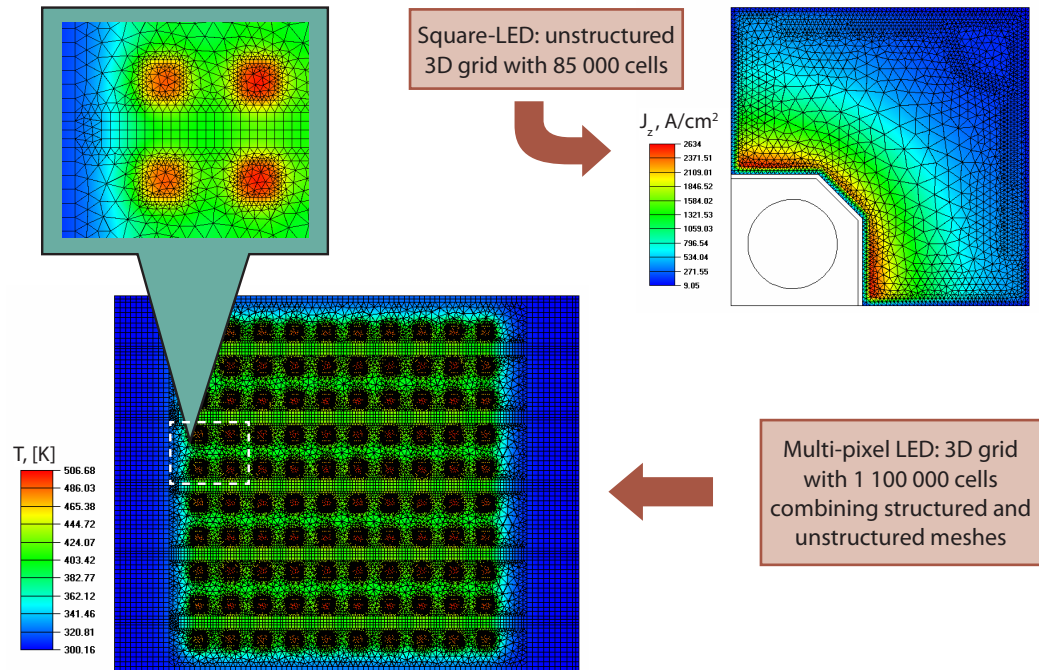 Square-LED: unstructured
3D grid with 85 000 cells
J_z, A/cm²
2634
2371.51
2109.01
1846.52
1584.02
1321.53
1059.03
796.54
534.04
271.55
9.05
T, [K]
506.68
486.03
465.38
444.72
424.07
403.42
382.77
362.12
341.46
320.81
300.16
Multi-pixel LED: 3D grid
with 1 100 000 cells
combining structured and
unstructured meshes